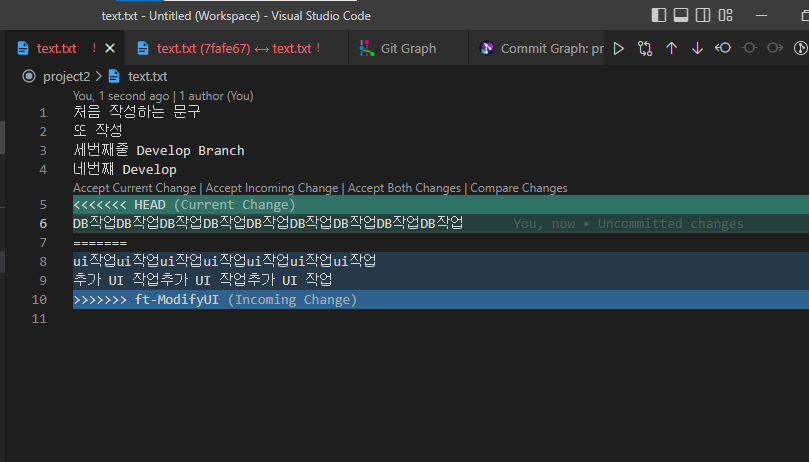 text.txt - Untitled (Workspace) - Visual Studio Code
text.txt ! text.txt (7fafe67) ↔ text.txt ! Git Graph Commit Graph: pr
project2 > text.txt
You, 1 second ago | 1 author (You)
1 처음 작성하는 문구
2 또 작성
3 세번째줄 Develop Branch
4 네번째 Develop
Accept Current Change | Accept Incoming Change | Accept Both Changes | Compare Changes
5 <<<<<<< HEAD (Current Change)
6 DB작업DB작업DB작업DB작업DB작업DB작업DB작업DB작업DB작업 You, now • Uncommitted changes
7 =======
8 ui작업ui작업ui작업ui작업ui작업ui작업ui작업
9 추가 UI 작업추가 UI 작업추가 UI 작업
10 >>>>>>> ft-ModifyUI (Incoming Change)
11